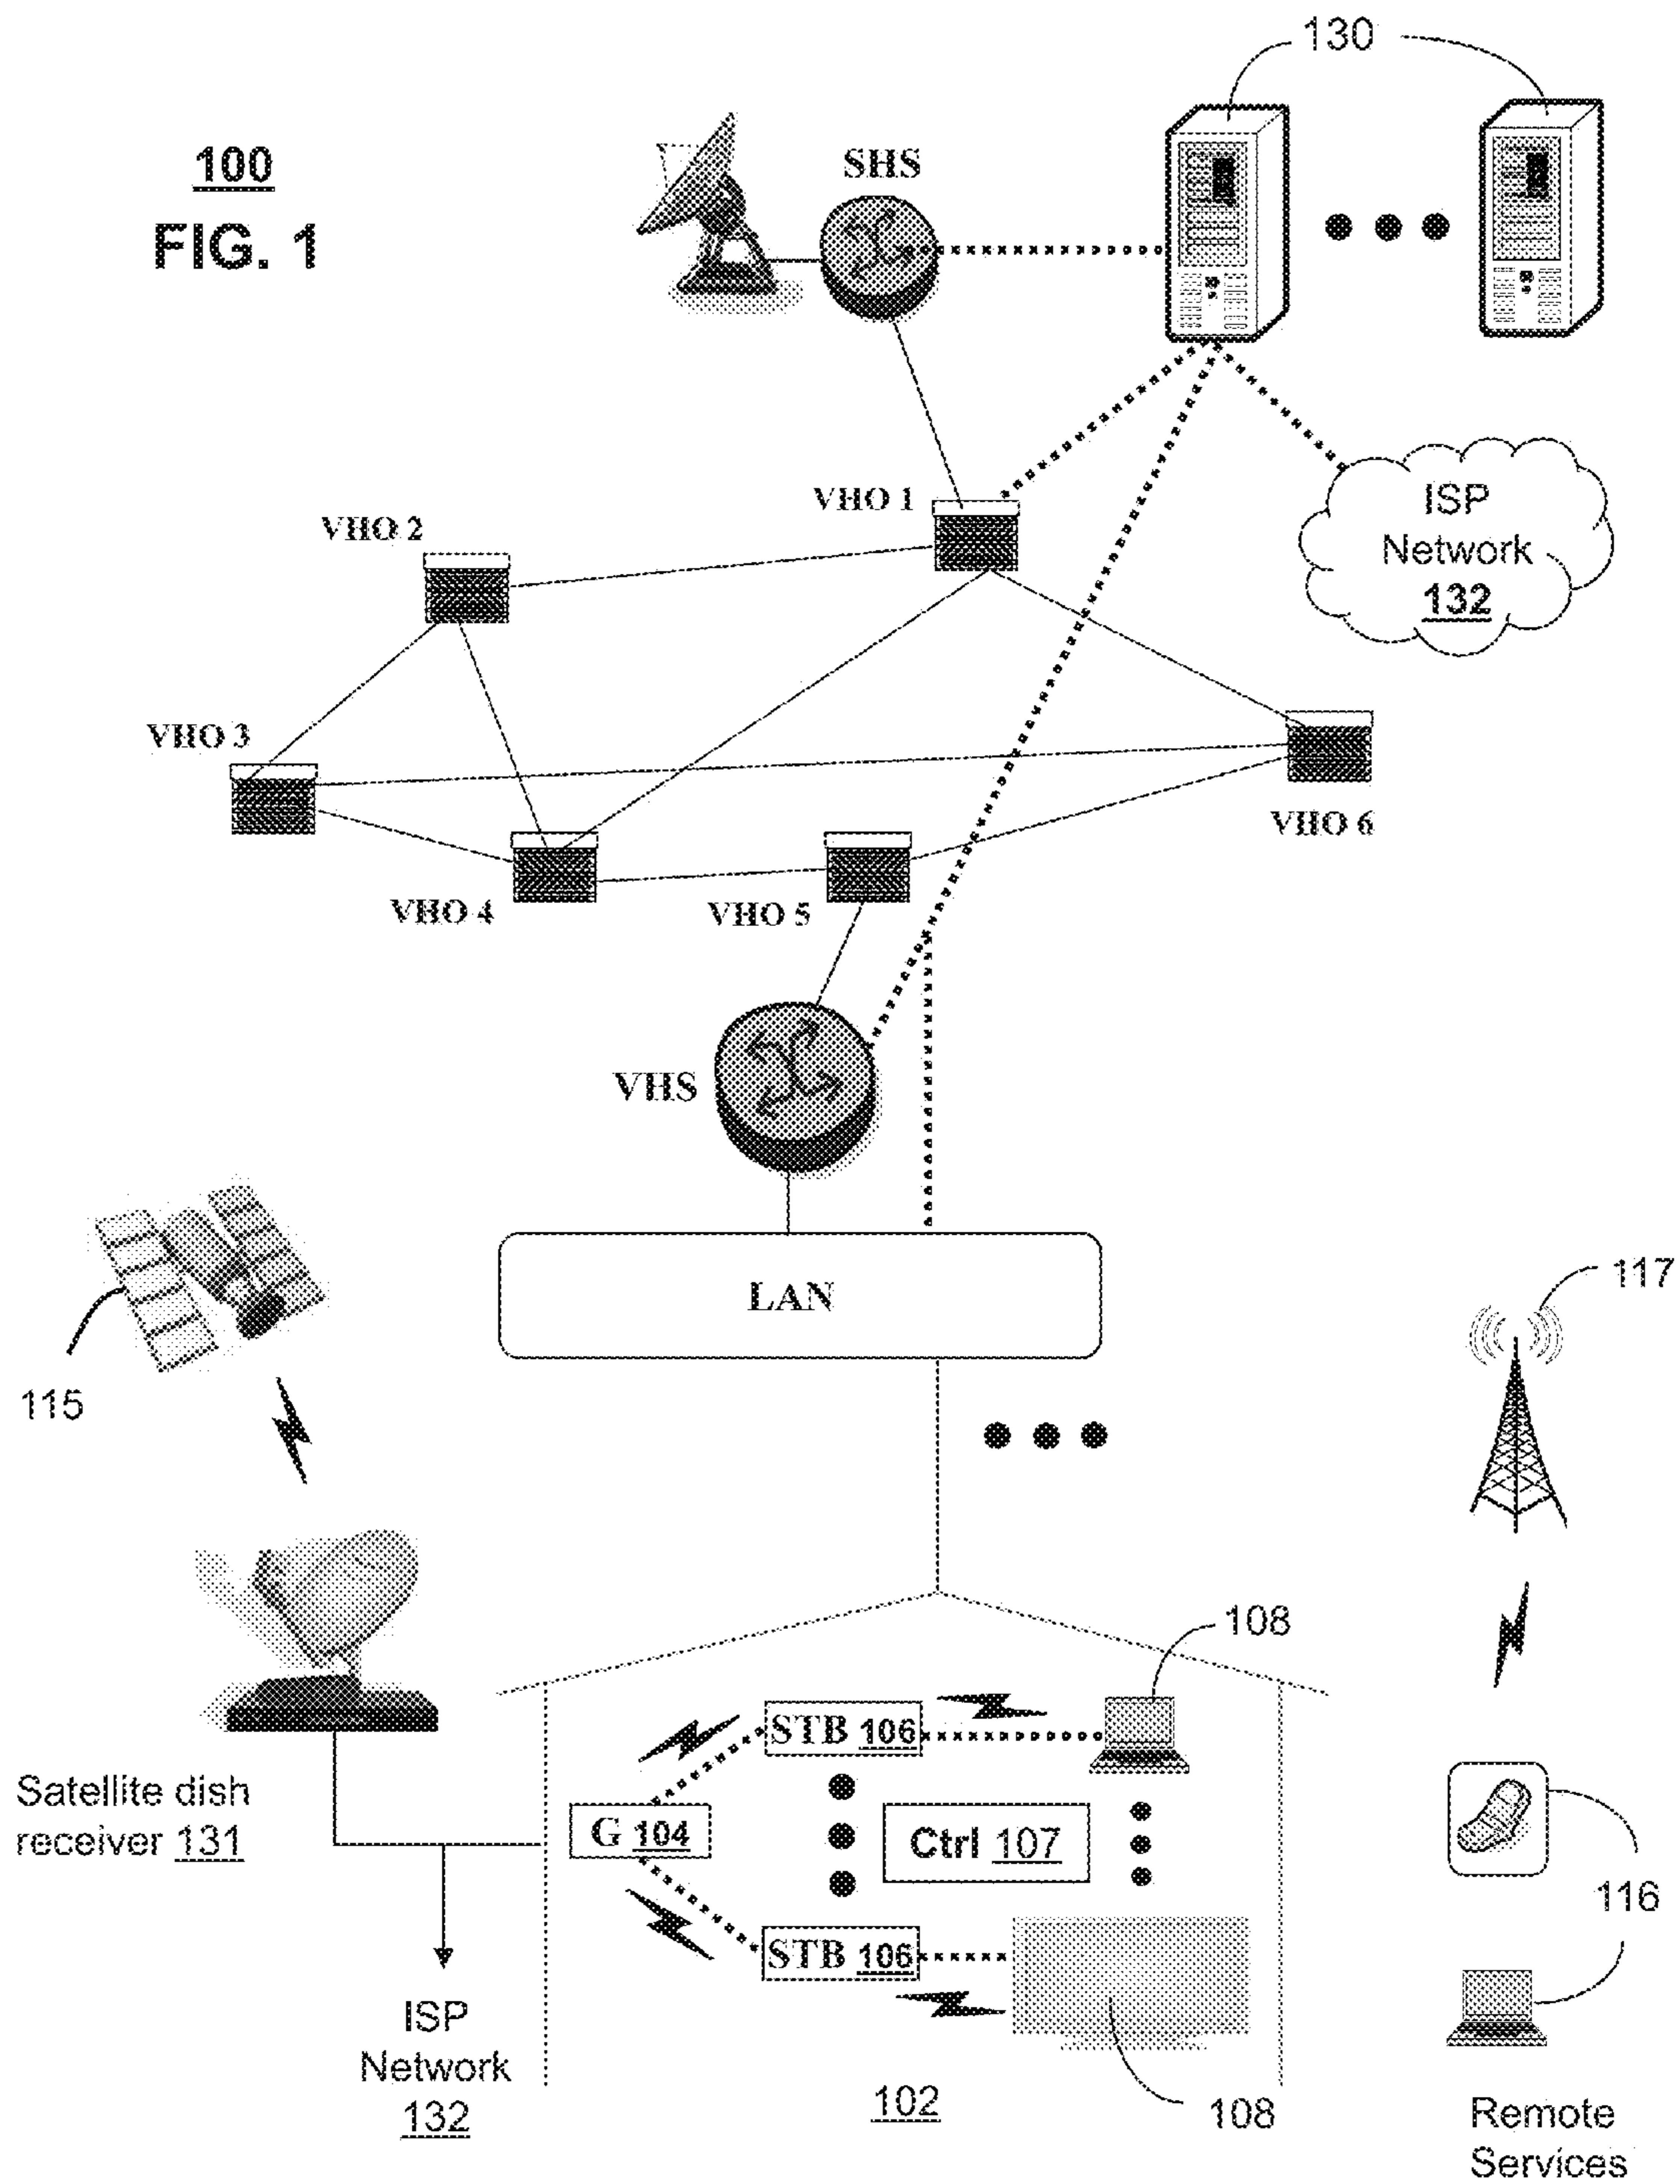 130
100
FIG. 1
SHS
ISP
Network
132
VHO 1
VHO 2
VHO 3
VHO 6
VHO 4
VHO 5
VHS
LAN
117
115
108
STB 106
Satellite dish
receiver 131
G 104
Ctrl 107
116
STB 106
ISP
Network
132
102
108
Remote
Services